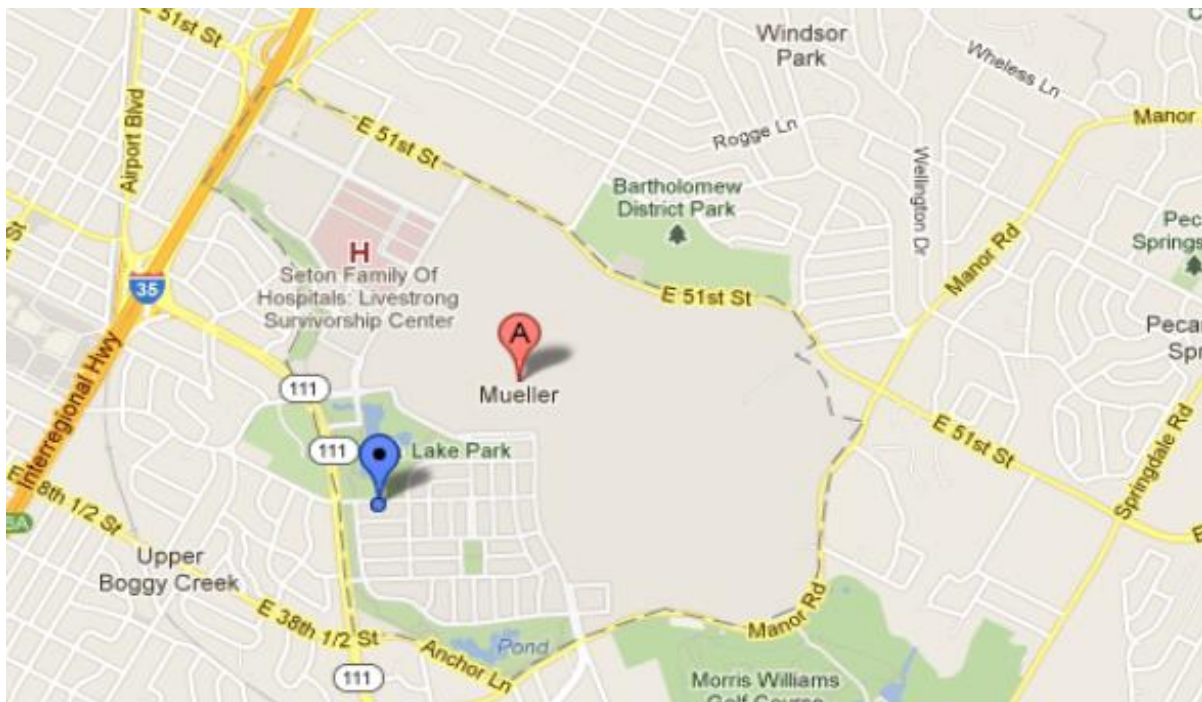 E 51st St
Windsor
Park
Wheless Ln
Manor
Airport Blvd
E 51st St
Rogge Ln
Wellington Dr
Bartholomew
District Park
Manor Rd
Pec
Springs
H
Seton Family Of
Hospitals: Livestrong
Survivorship Center
35
E 51st St
A
Mueller
Interregional Hwy
111
111
Lake Park
Peca
Spr
E 51st St
Springdale Rd
E 38th 1/2 St
Upper
Boggy Creek
E 38th 1/2 St
Anchor Ln
Pond
Manor Rd
111
Morris Williams
Golf Course